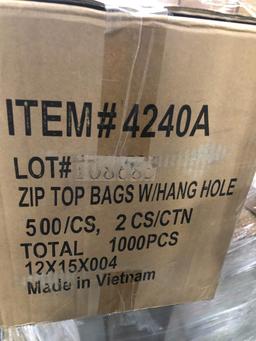 ITEM# 4240A
LOT#
ZIP TOP BAGS W/HANG HOLE
500/CS, 2 CS/CTN
TOTAL 1000PCS
12X15X004
Made in Vietnam